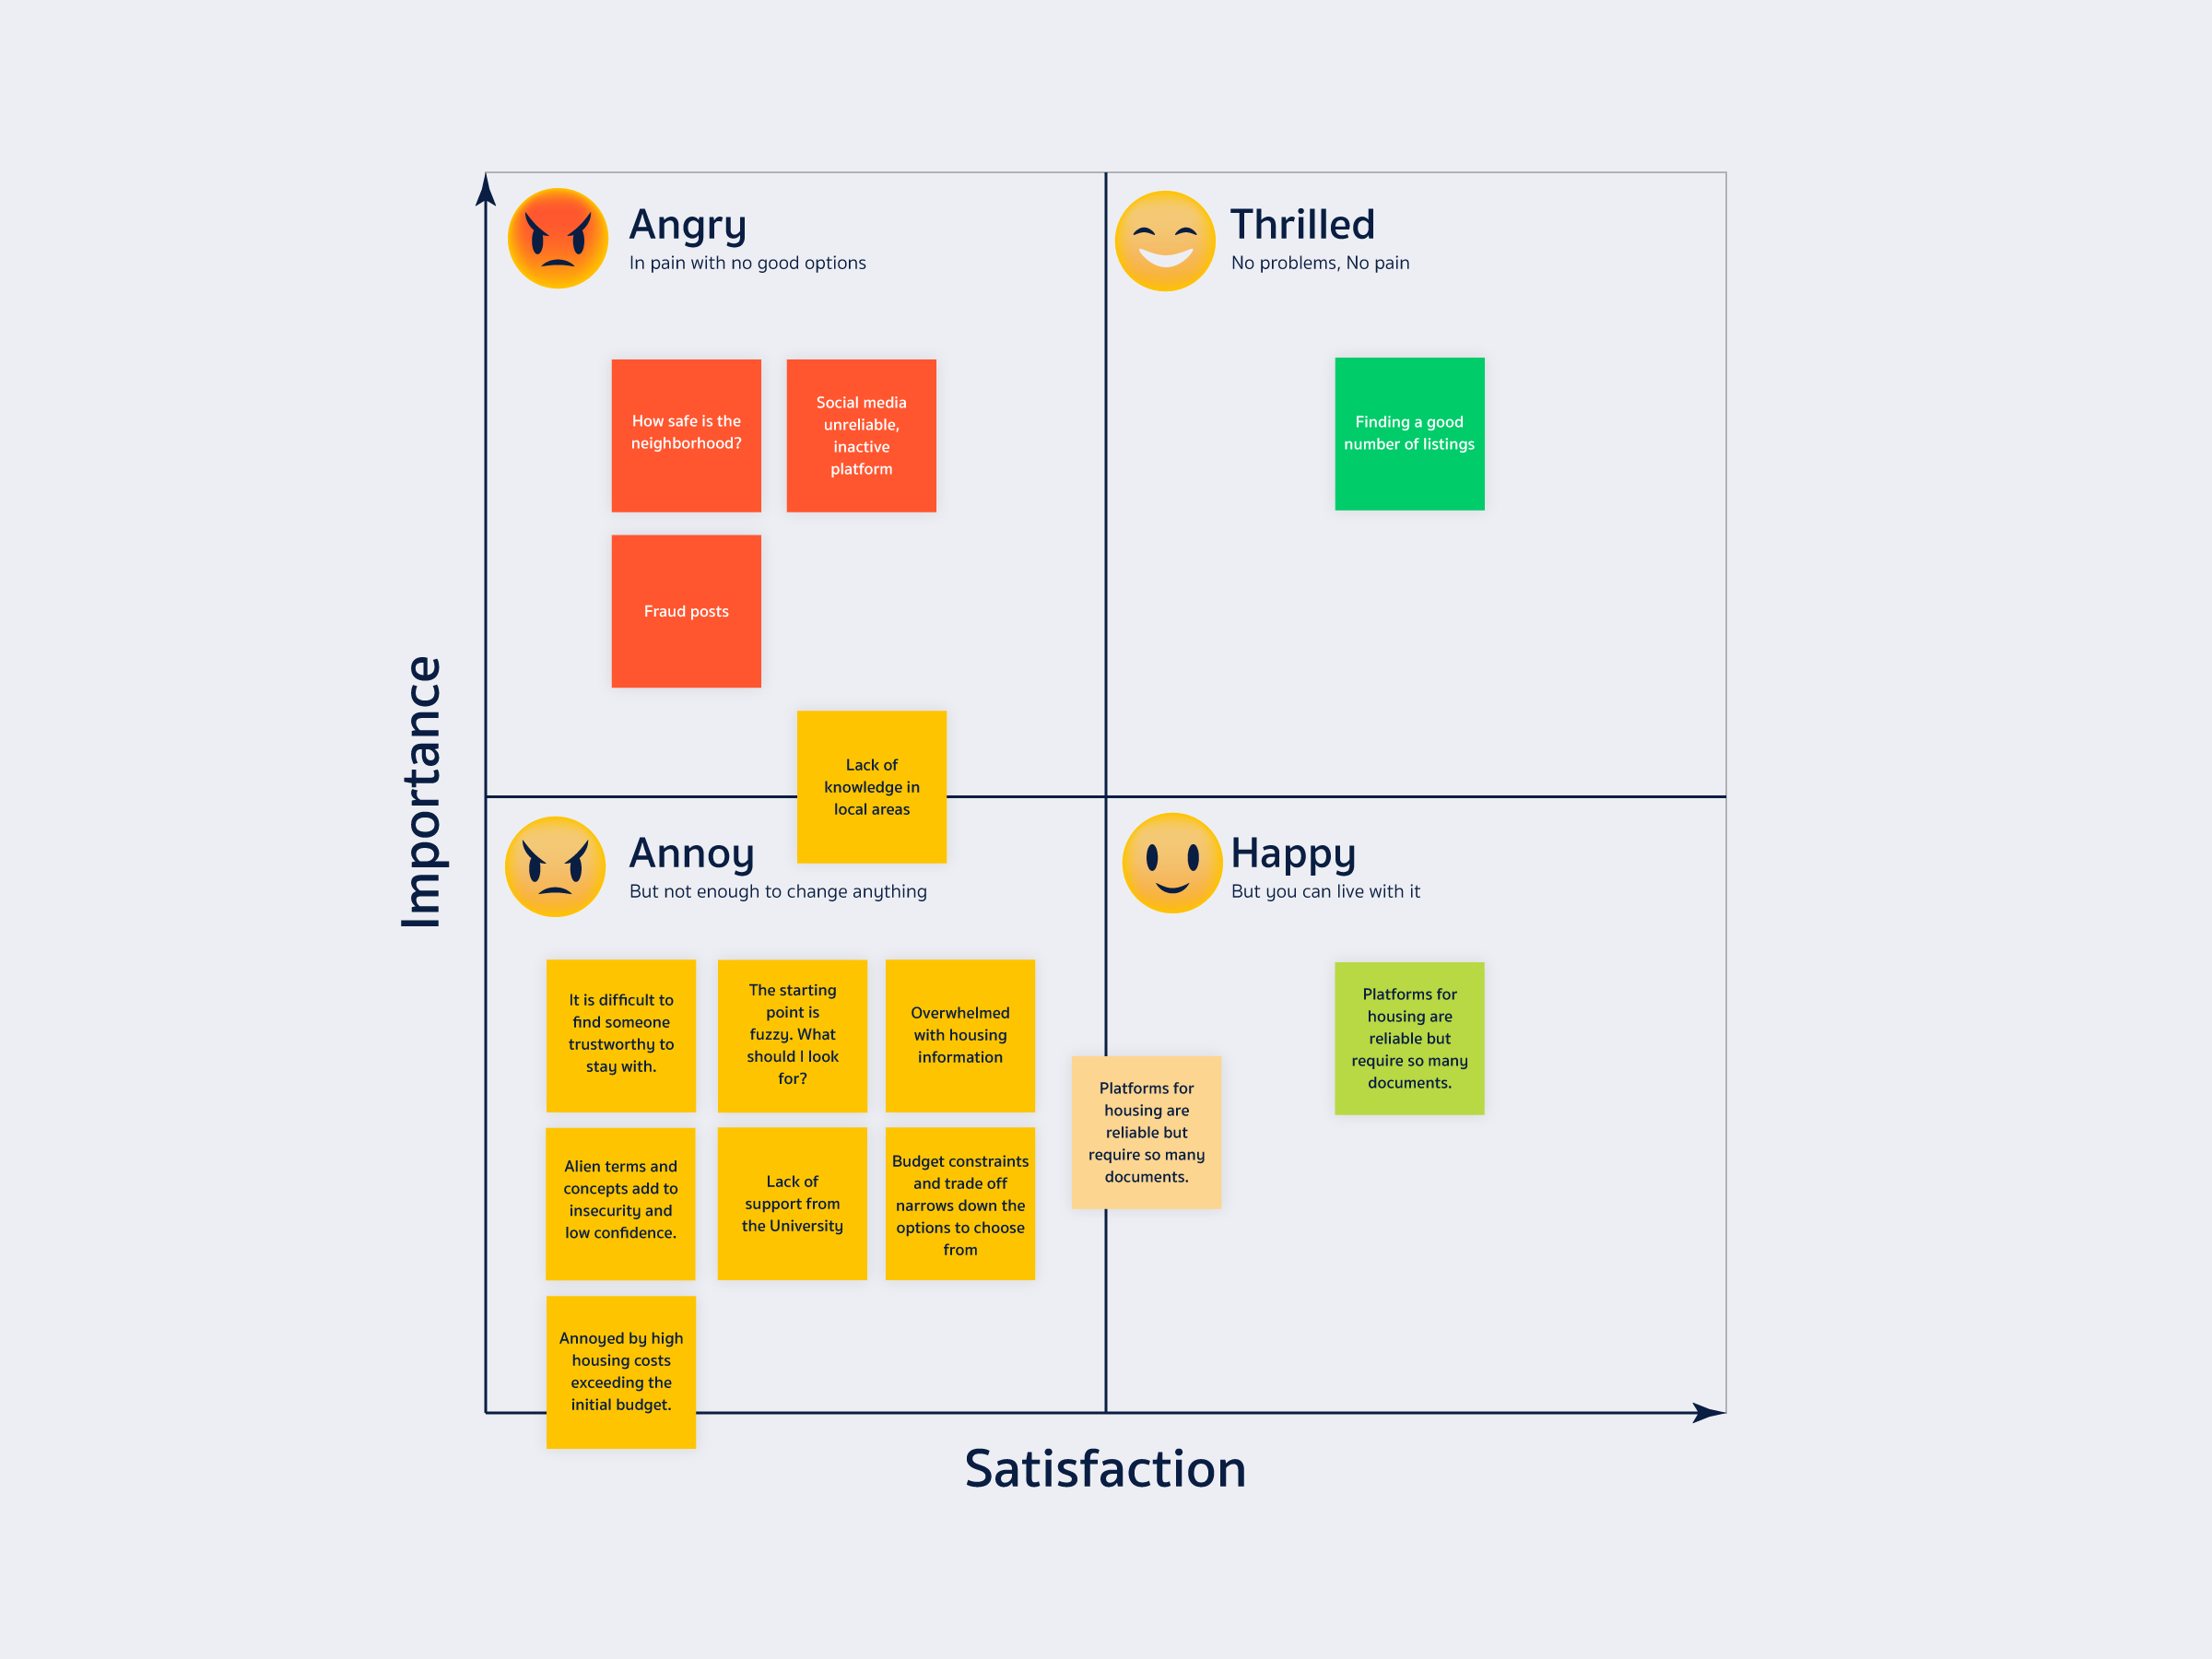 Angry
In pain with no good options
Thrilled
No problems, No pain
How safe is the
neighborhood?
Social media
unreliable,
inactive
platform
Finding a good
number of listings
Fraud posts
Lack of
knowledge in
local areas
Importance
Annoy
But not enough to change anything
Happy
But you can live with it
It is difficult to
find someone
trustworthy to
stay with.
The starting
point is
fuzzy. What
should I look
for?
Overwhelmed
with housing
information
Platforms for
housing are
reliable but
require so many
documents.
Platforms for
housing are
reliable but
require so many
documents.
Alien terms and
concepts add to
insecurity and
low confidence.
Lack of
support from
the University
Budget constraints
and trade off
narrows down the
options to choose
from
Annoyed by high
housing costs
exceeding the
initial budget.
Satisfaction